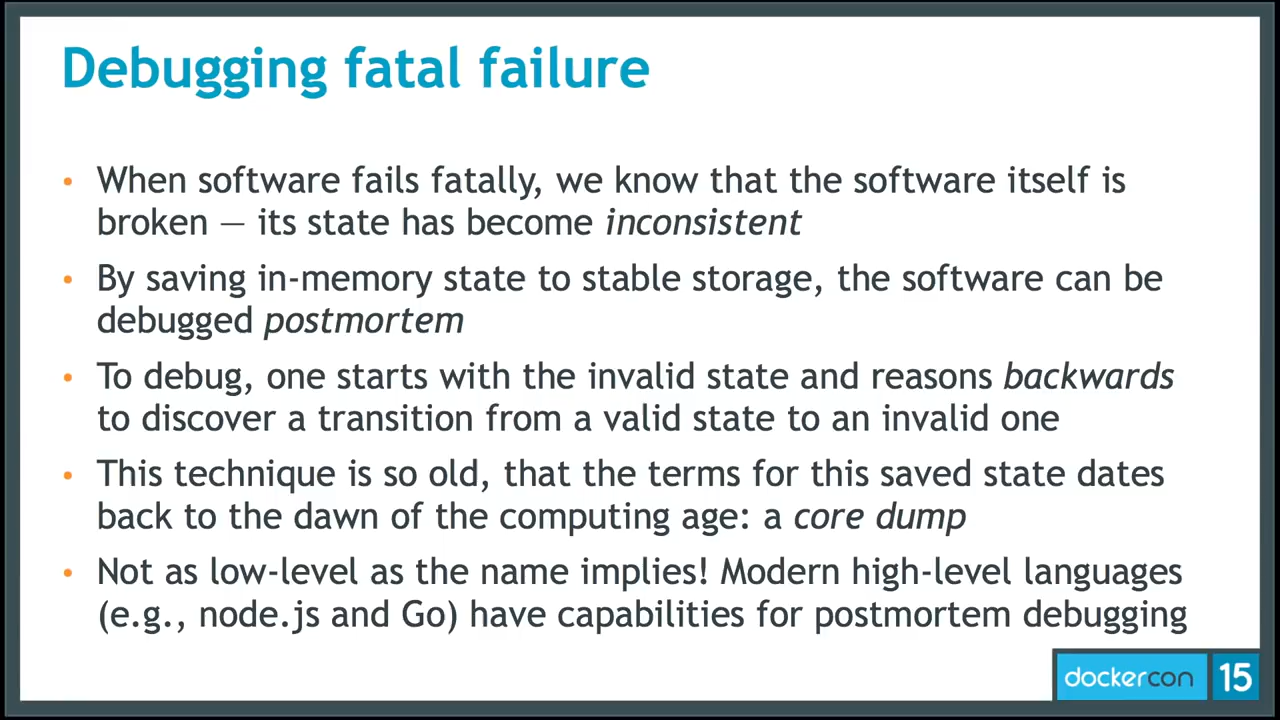 Debugging fatal failure
• When software fails fatally, we know that the software itself is
broken — its state has become inconsistent
• By saving in-memory state to stable storage, the software can be
debugged postmortem
• To debug, one starts with the invalid state and reasons backwards
to discover a transition from a valid state to an invalid one
• This technique is so old, that the terms for this saved state dates
back to the dawn of the computing age: a core dump
• Not as low-level as the name implies! Modern high-level languages
(e.g., node.js and Go) have capabilities for postmortem debugging
dockercon 15